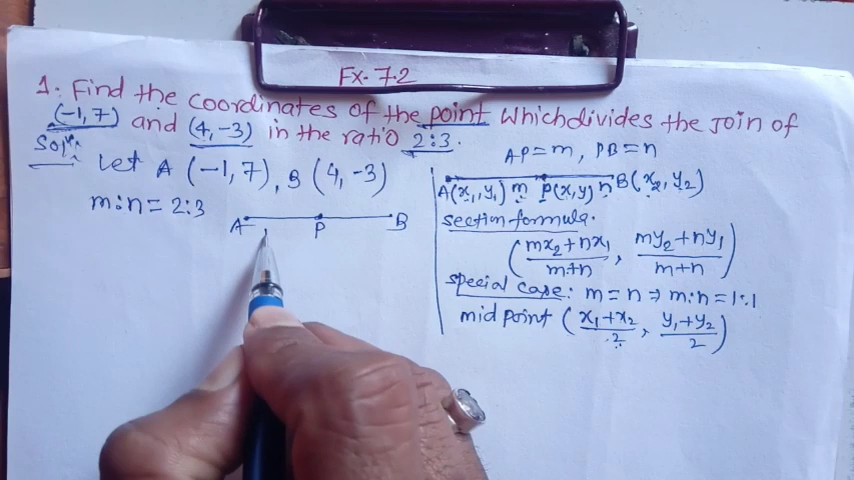 Ex- 7.2
1. Find the coordinates of the point which divides the join of
(-1,7) and (4,-3) in the ratio 2:3.
Soln:
Let A (-1,7), B (4,-3)
m:n = 2:3
A P B
AP=m, PB=n
A(x₁,y₁) m P(x,y) n B(x₂,y₂)
section formula.
(mx₂+nx₁/m+n, my₂+ny₁/m+n)
special case: m=n ⇒ m:n=1:1
mid point (x₁+x₂/2, y₁+y₂/2)